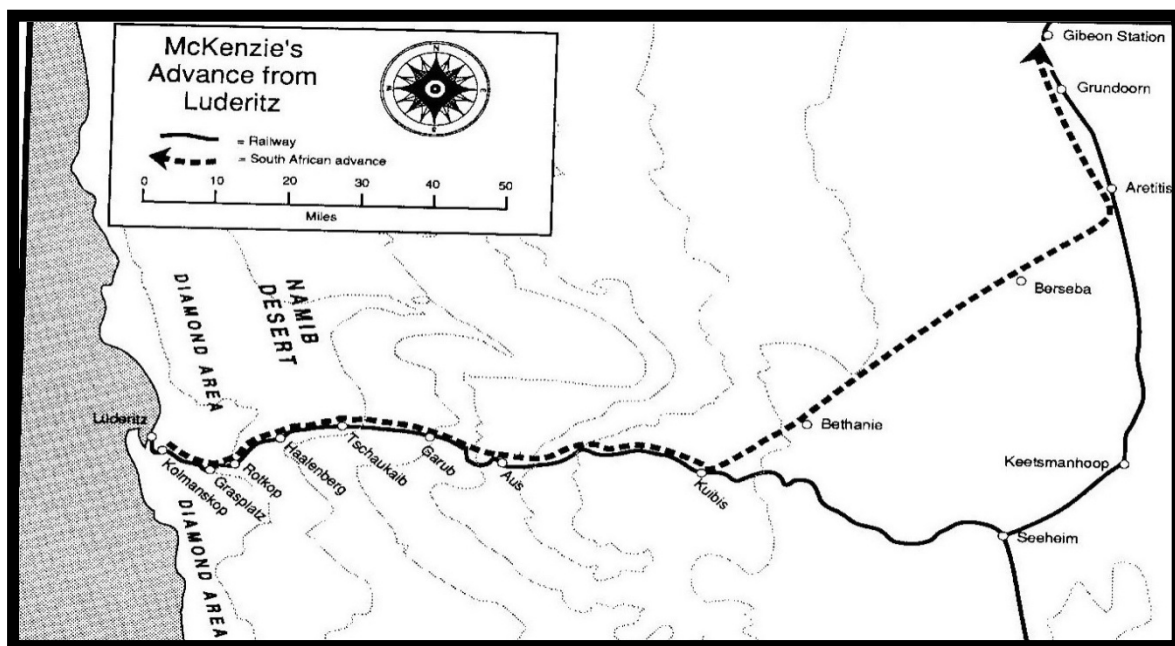 McKenzie's
Advance from
Luderitz
= Railway
= South African advance
0 10 20 30 40 50
Miles
N
E
S
Gibeon Station
Grundoorn
Aretitis
Berseba
Bethanie
Keetsmanhoop
Seeheim
NAMIB
DESERT
DIAMOND AREA
Lüderitz
Kolmanskop
Grasplatz
Rotkop
Haalenberg
Tschaukaib
Garub
Aus
Kuibis
DIAMOND AREA